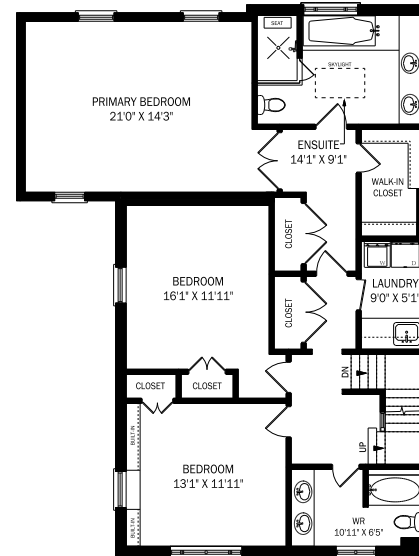 SEAT
SKYLIGHT
PRIMARY BEDROOM
21'0" X 14'3"
ENSUITE
14'1" X 9'1"
WALK-IN
CLOSET
CLOSET
W
D
BEDROOM
16'1" X 11'11"
LAUNDRY
9'0" X 5'1"
CLOSET
DN
CLOSET
CLOSET
BUILT-IN
UP
BEDROOM
13'1" X 11'11"
BUILT-IN
WR
10'11" X 6'5"